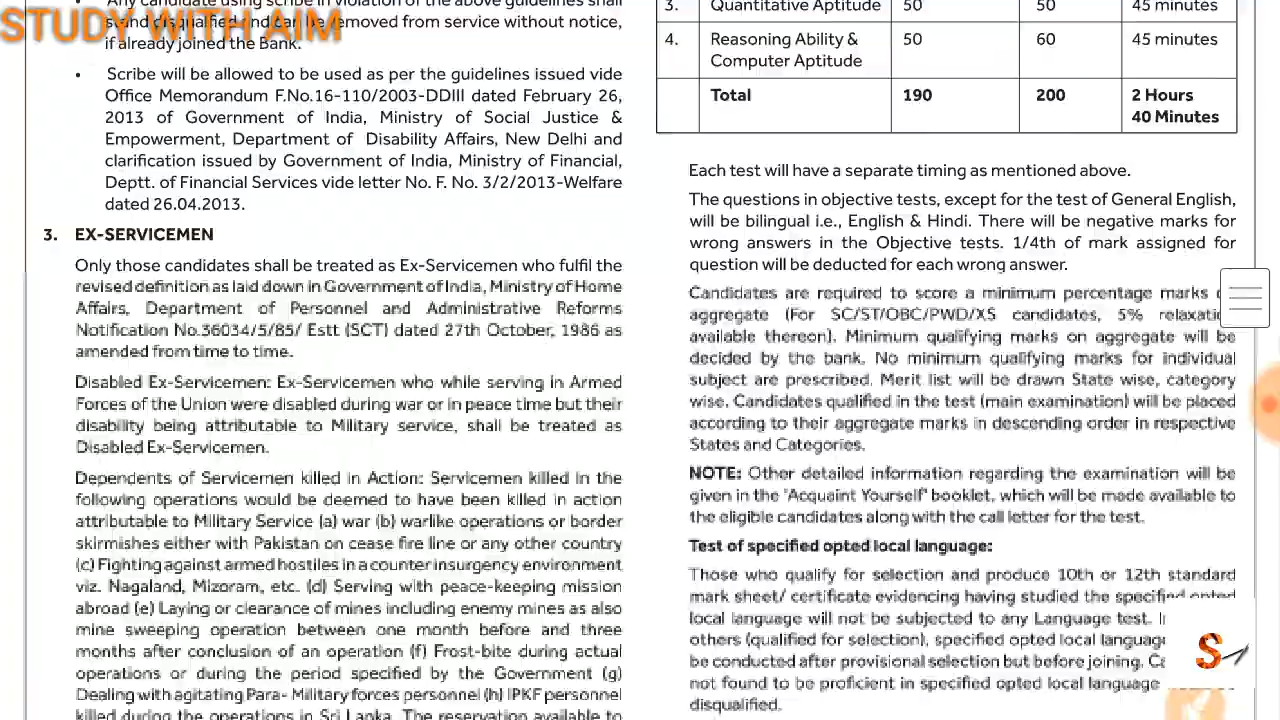 STUDY WITH AIM
Any candidate using scribe in violation of the above guidelines shall
stand disqualified and can be removed from service without notice,
if already joined the Bank.
• Scribe will be allowed to be used as per the guidelines issued vide
Office Memorandum F.No.16-110/2003-DDIII dated February 26,
2013 of Government of India, Ministry of Social Justice &
Empowerment, Department of Disability Affairs, New Delhi and
clarification issued by Government of India, Ministry of Financial,
Deptt. of Financial Services vide letter No. F. No. 3/2/2013-Welfare
dated 26.04.2013.
3. EX-SERVICEMEN
Only those candidates shall be treated as Ex-Servicemen who fulfil the
revised definition as laid down in Government of India, Ministry of Home
Affairs, Department of Personnel and Administrative Reforms
Notification No.36034/5/85/ Estt (SCT) dated 27th October, 1986 as
amended from time to time.
Disabled Ex-Servicemen: Ex-Servicemen who while serving in Armed
Forces of the Union were disabled during war or in peace time but their
disability being attributable to Military service, shall be treated as
Disabled Ex-Servicemen.
Dependents of Servicemen killed in Action: Servicemen killed in the
following operations would be deemed to have been killed in action
attributable to Military Service (a) war (b) warlike operations or border
skirmishes either with Pakistan on cease fire line or any other country
(c) Fighting against armed hostiles in a counter insurgency environment
viz. Nagaland, Mizoram, etc. (d) Serving with peace-keeping mission
abroad (e) Laying or clearance of mines including enemy mines as also
mine sweeping operation between one month before and three
months after conclusion of an operation (f) Frost-bite during actual
operations or during the period specified by the Government (g)
Dealing with agitating Para- Military forces personnel (h) IPKF personnel
killed during the operations in Sri Lanka. The reservation available to
3. Quantitative Aptitude 50 50 45 minutes
4. Reasoning Ability & 50 60 45 minutes
Computer Aptitude
Total 190 200 2 Hours
40 Minutes
Each test will have a separate timing as mentioned above.
The questions in objective tests, except for the test of General English,
will be bilingual i.e., English & Hindi. There will be negative marks for
wrong answers in the Objective tests. 1/4th of mark assigned for
question will be deducted for each wrong answer.
Candidates are required to score a minimum percentage marks
aggregate (For SC/ST/OBC/PWD/XS candidates, 5%
available thereon). Minimum qualifying marks on aggregate will be
decided by the bank. No minimum qualifying marks for individual
subject are prescribed. Merit list will be drawn State wise, category
wise. Candidates qualified in the test (main examination) will be placed
according to their aggregate marks in descending order in respective
States and Categories.
NOTE: Other detailed information regarding the examination will be
given in the "Acquaint Yourself" booklet, which will be made available to
the eligible candidates along with the call letter for the test.
Test of specified opted local language:
Those who qualify for selection and produce 10th or 12th standard
mark sheet/ certificate evidencing having studied the specified opted
local language will not be subjected to any Language test.
others (qualified for selection), specified opted local language
be conducted after provisional selection but before joining.
not found to be proficient in specified opted local language
disqualified.
S